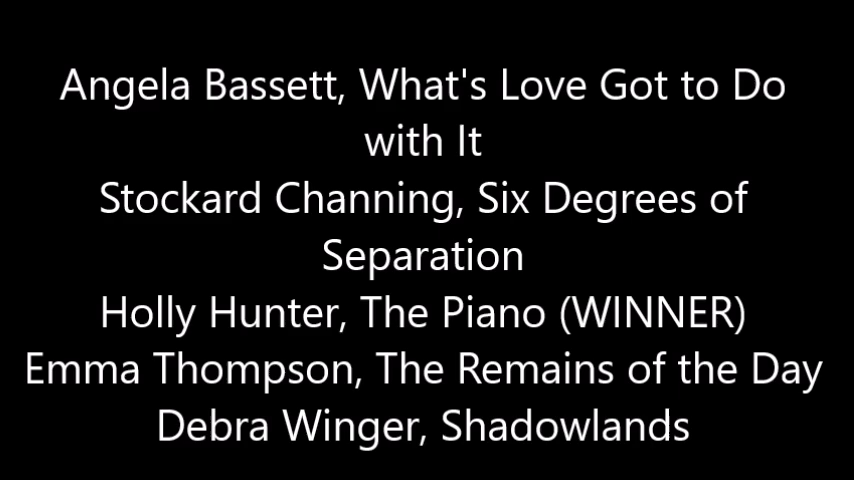 Angela Bassett, What's Love Got to Do
with It
Stockard Channing, Six Degrees of
Separation
Holly Hunter, The Piano (WINNER)
Emma Thompson, The Remains of the Day
Debra Winger, Shadowlands